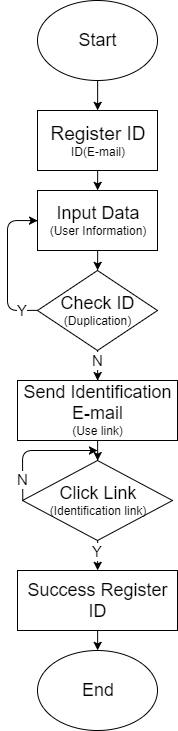 Start
Register ID
ID(E-mail)
Input Data
(User Information)
Check ID
(Duplication)
Y
N
Send Identification
E-mail
(Use link)
N
Click Link
(Identification link)
Y
Success Register
ID
End